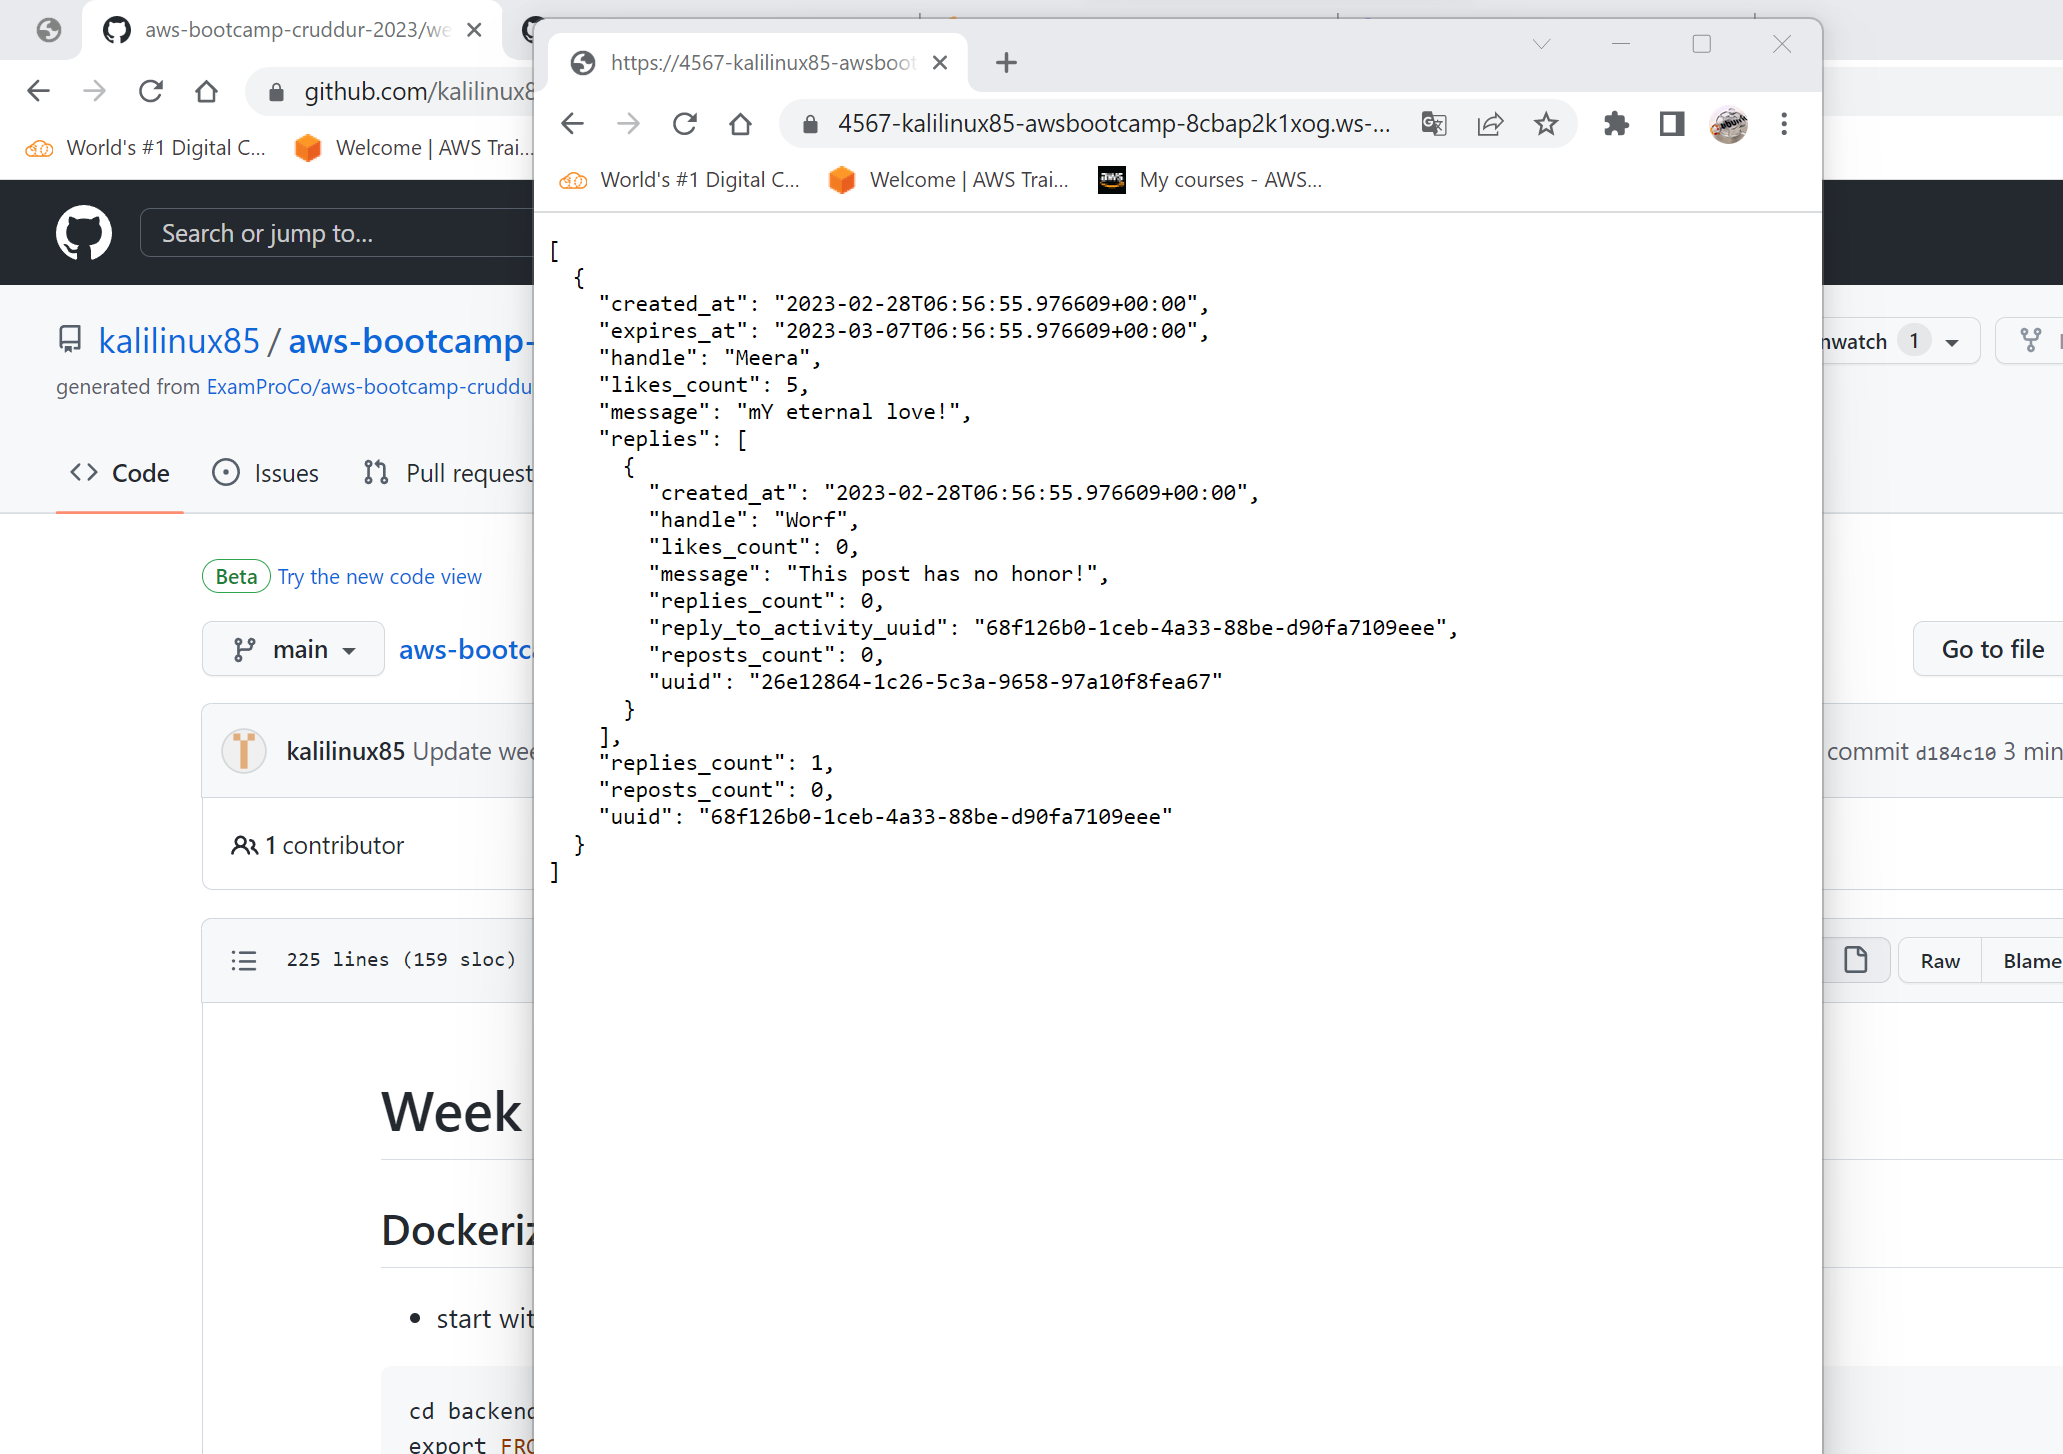 aws-bootcamp-cruddur-2023/we
github.com/kalilinux8
World's #1 Digital C...
Welcome | AWS Trai...
Search or jump to...
kalilinux85 / aws-bootcamp-
generated from ExamProCo/aws-bootcamp-cruddu
Code
Issues
Pull request
Beta Try the new code view
main
aws-bootc
kalilinux85 Update wee
1 contributor
225 lines (159 sloc)
Week
Dockeriz
start wit
cd backend
export FRO
https://4567-kalilinux85-awsboot
4567-kalilinux85-awsbootcamp-8cbap2k1xog.ws-...
World's #1 Digital C...
Welcome | AWS Trai...
My courses - AWS...
[
{
"created_at": "2023-02-28T06:56:55.976609+00:00",
"expires_at": "2023-03-07T06:56:55.976609+00:00",
"handle": "Meera",
"likes_count": 5,
"message": "mY eternal love!",
"replies": [
{
"created_at": "2023-02-28T06:56:55.976609+00:00",
"handle": "Worf",
"likes_count": 0,
"message": "This post has no honor!",
"replies_count": 0,
"reply_to_activity_uuid": "68f126b0-1ceb-4a33-88be-d90fa7109eee",
"reposts_count": 0,
"uuid": "26e12864-1c26-5c3a-9658-97a10f8fea67"
}
],
"replies_count": 1,
"reposts_count": 0,
"uuid": "68f126b0-1ceb-4a33-88be-d90fa7109eee"
}
]
nwatch 1
Go to file
commit d184c10 3 min
Raw
Blame